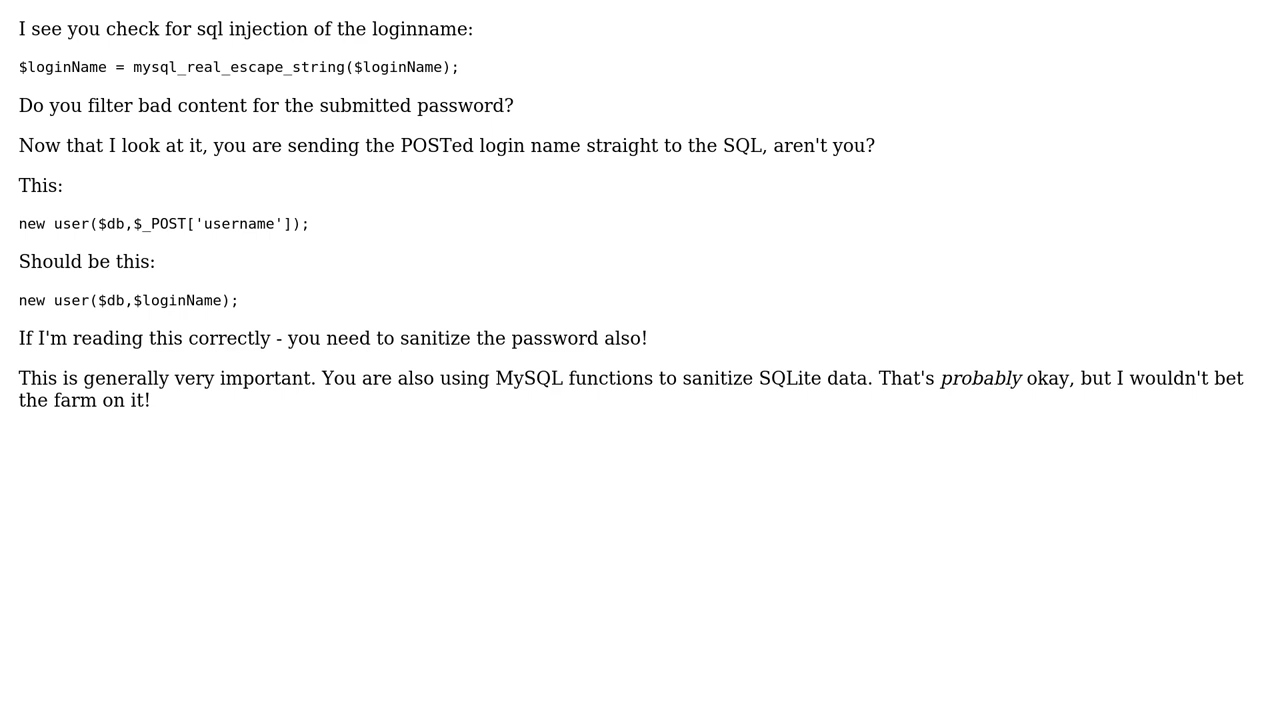 I see you check for sql injection of the loginname:
$loginName = mysql_real_escape_string($loginName);
Do you filter bad content for the submitted password?
Now that I look at it, you are sending the POSTed login name straight to the SQL, aren't you?
This:
new user($db,$_POST['username']);
Should be this:
new user($db,$loginName);
If I'm reading this correctly - you need to sanitize the password also!
This is generally very important. You are also using MySQL functions to sanitize SQLite data. That's probably okay, but I wouldn't bet
the farm on it!